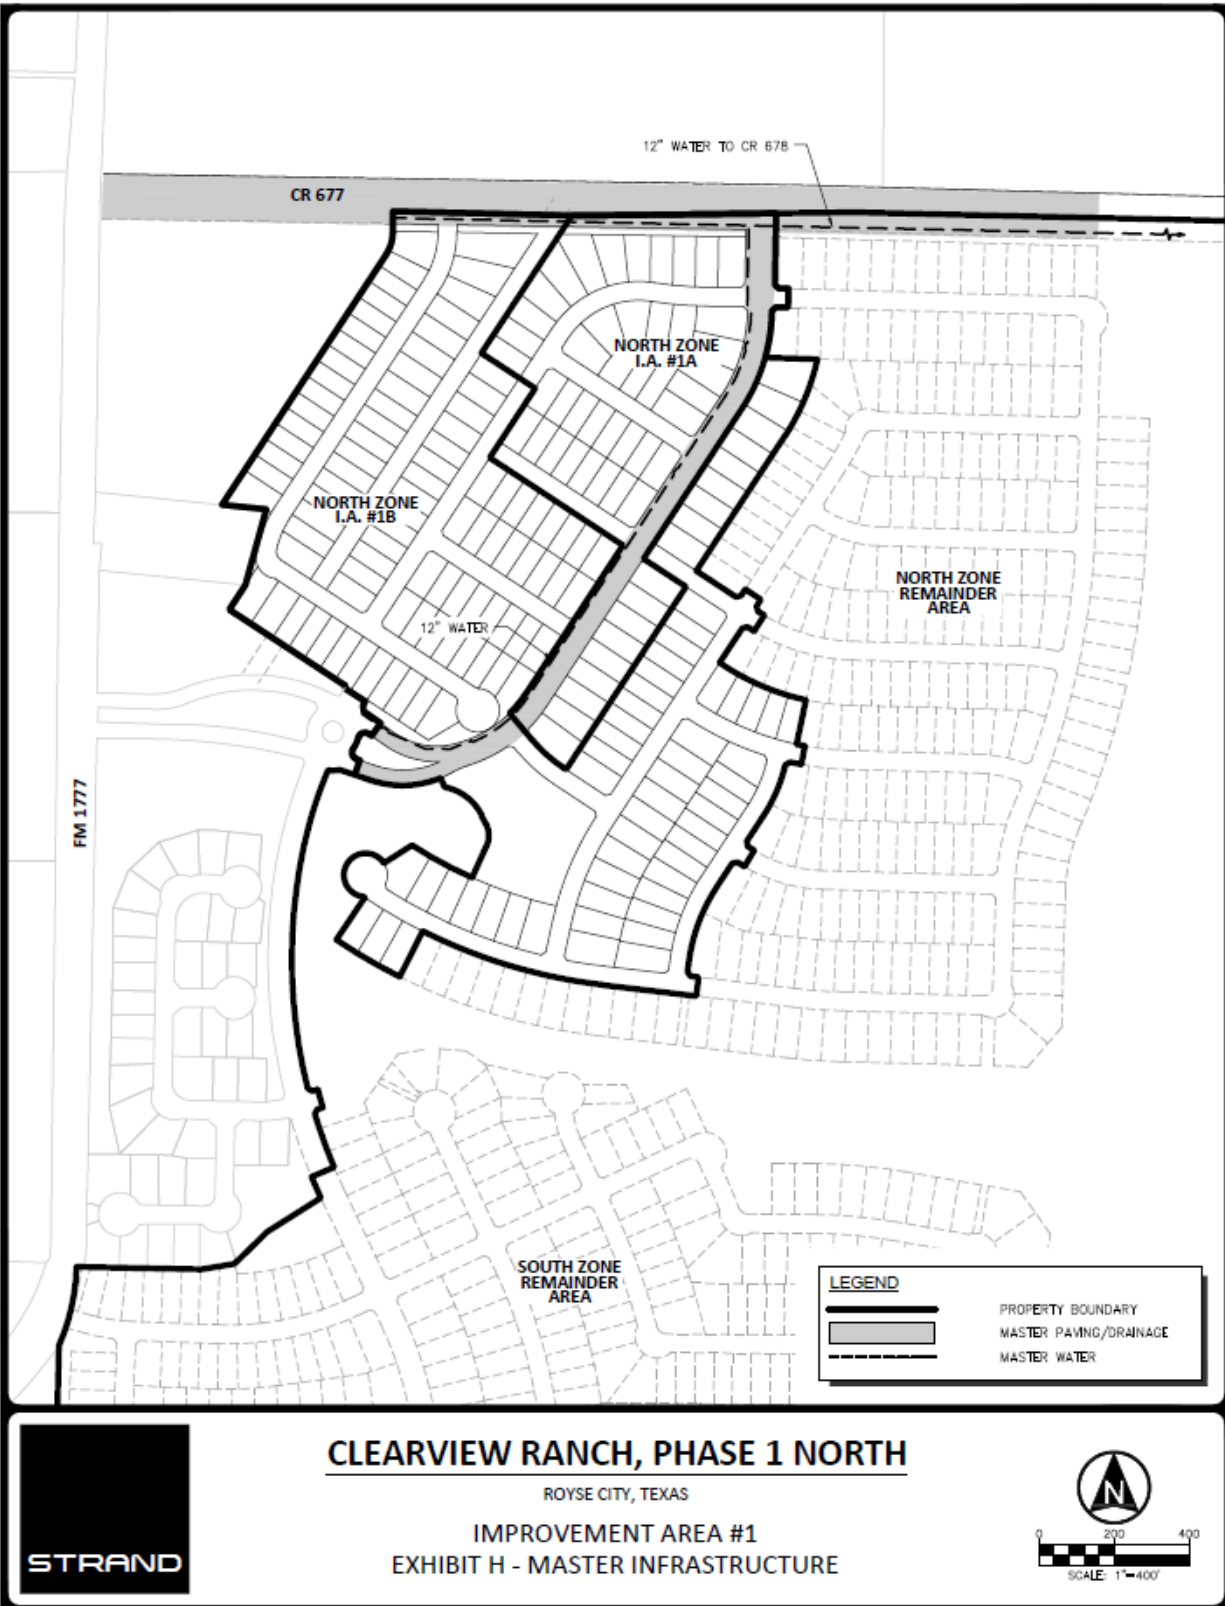 12" WATER TO CR 678
CR 677
NORTH ZONE
I.A. #1A
NORTH ZONE
I.A. #1B
NORTH ZONE
REMAINDER
AREA
12" WATER
FM 1777
SOUTH ZONE
REMAINDER
AREA
LEGEND
PROPERTY BOUNDARY
MASTER PAVING/DRAINAGE
MASTER WATER
STRAND
CLEARVIEW RANCH, PHASE 1 NORTH
ROYSE CITY, TEXAS
IMPROVEMENT AREA #1
EXHIBIT H - MASTER INFRASTRUCTURE
N
0 200 400
SCALE: 1"=400'